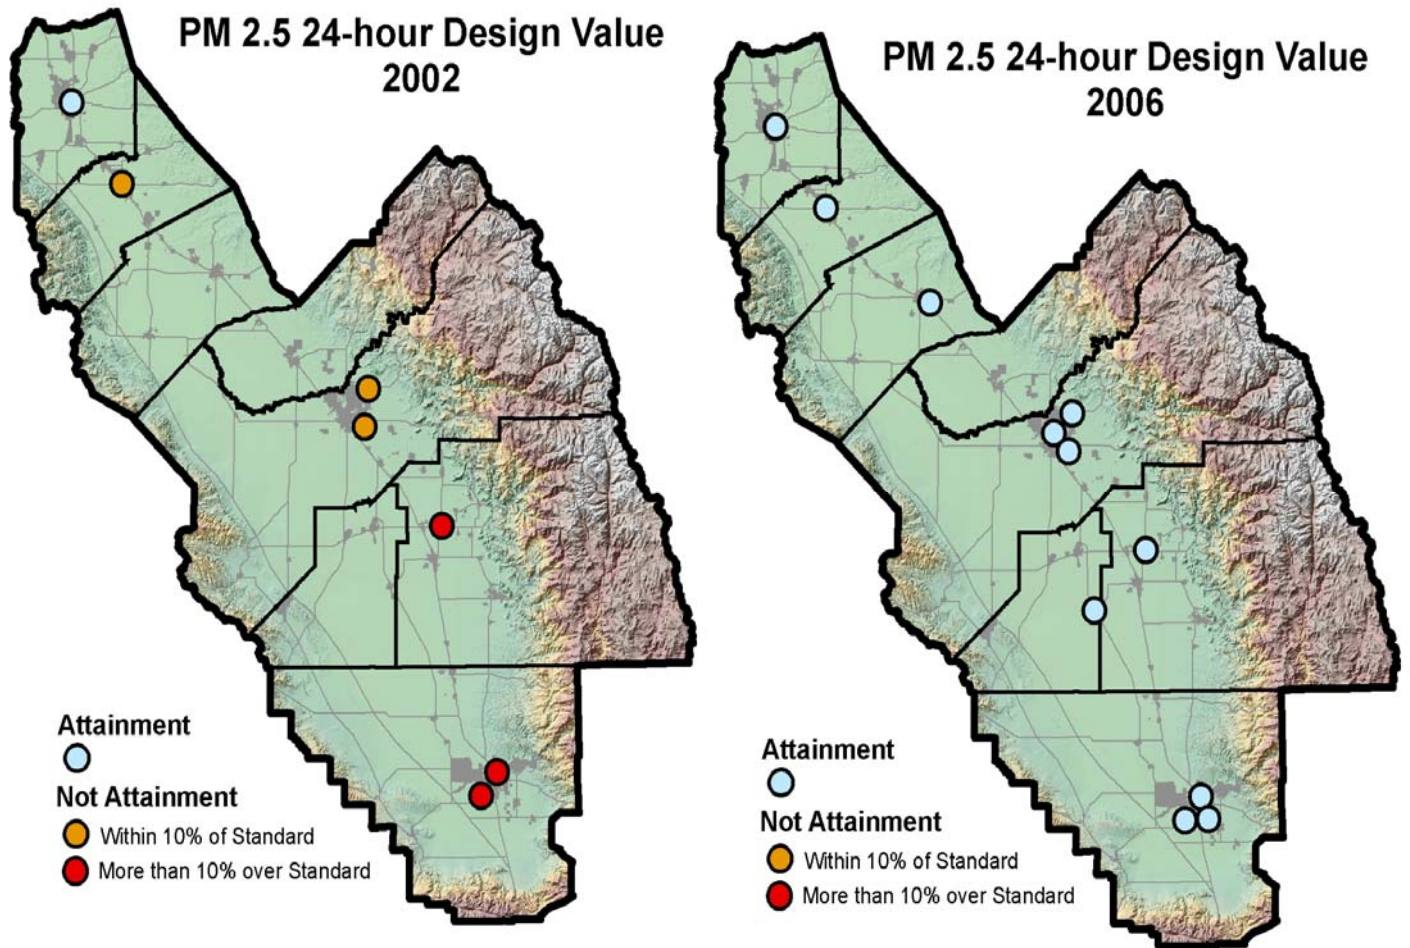 PM 2.5 24-hour Design Value
2002
Attainment
Not Attainment
Within 10% of Standard
More than 10% over Standard
PM 2.5 24-hour Design Value
2006
Attainment
Not Attainment
Within 10% of Standard
More than 10% over Standard